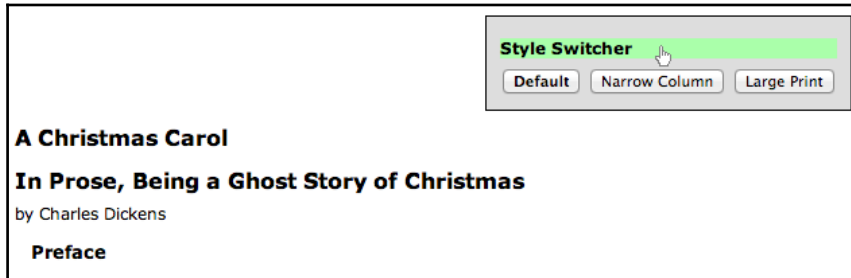 Style Switcher
Default Narrow Column Large Print
A Christmas Carol
In Prose, Being a Ghost Story of Christmas
by Charles Dickens
Preface